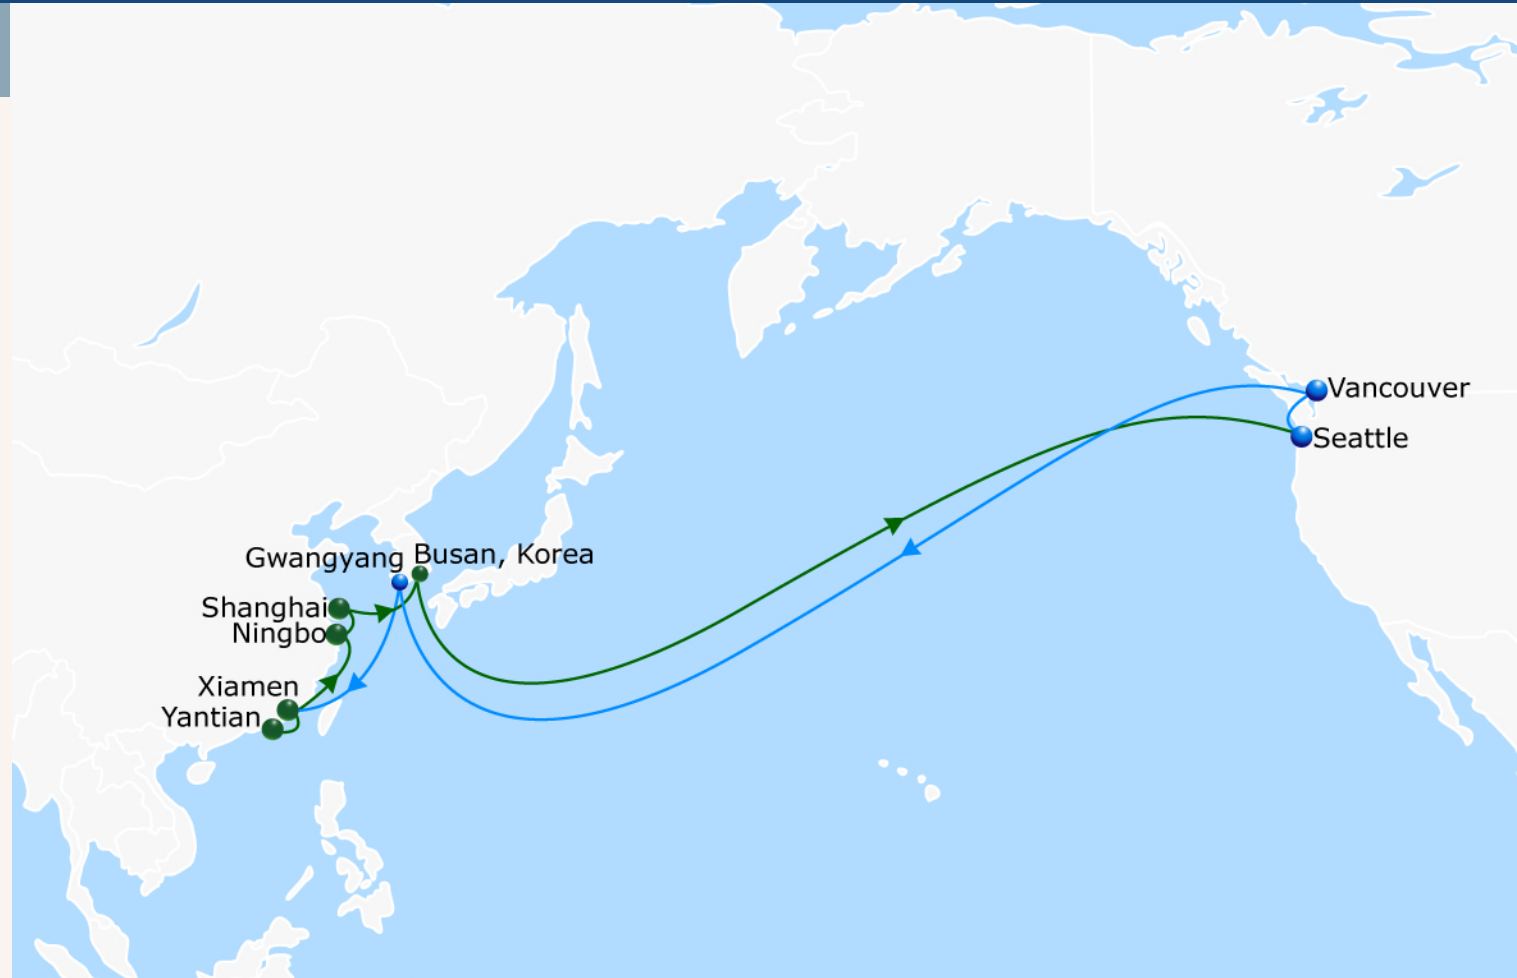 Vancouver
Seattle
Gwangyang
Busan, Korea
Shanghai
Ningbo
Xiamen
Yantian